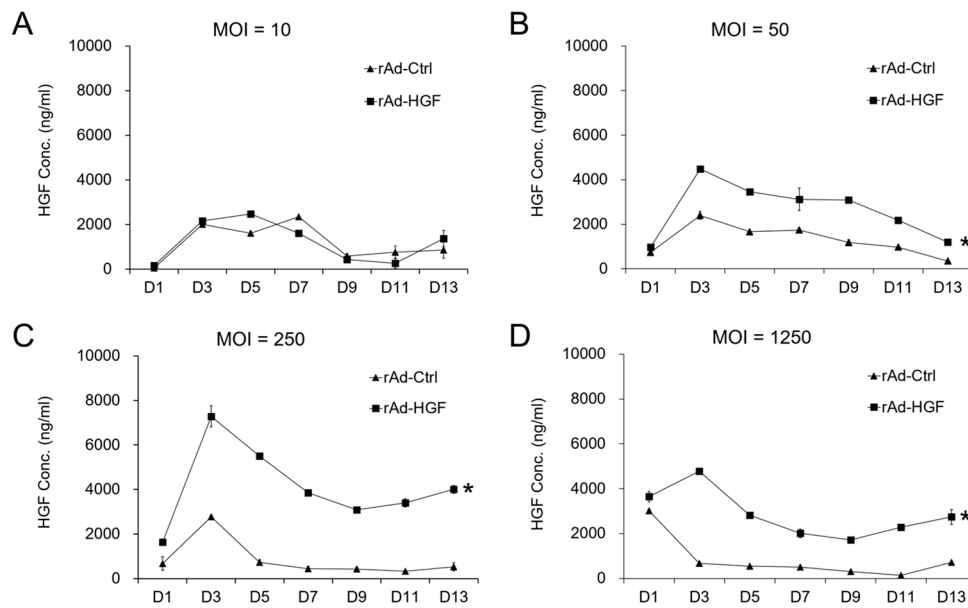 A
MOI = 10
HGF Conc. (ng/ml)
10000
8000
6000
4000
2000
0
rAd-Ctrl
rAd-HGF
D1 D3 D5 D7 D9 D11 D13
B
MOI = 50
HGF Conc. (ng/ml)
10000
8000
6000
4000
2000
0
rAd-Ctrl
rAd-HGF
*
D1 D3 D5 D7 D9 D11 D13
C
MOI = 250
HGF Conc. (ng/ml)
10000
8000
6000
4000
2000
0
rAd-Ctrl
rAd-HGF
*
D1 D3 D5 D7 D9 D11 D13
D
MOI = 1250
HGF Conc. (ng/ml)
10000
8000
6000
4000
2000
0
rAd-Ctrl
rAd-HGF
*
D1 D3 D5 D7 D9 D11 D13